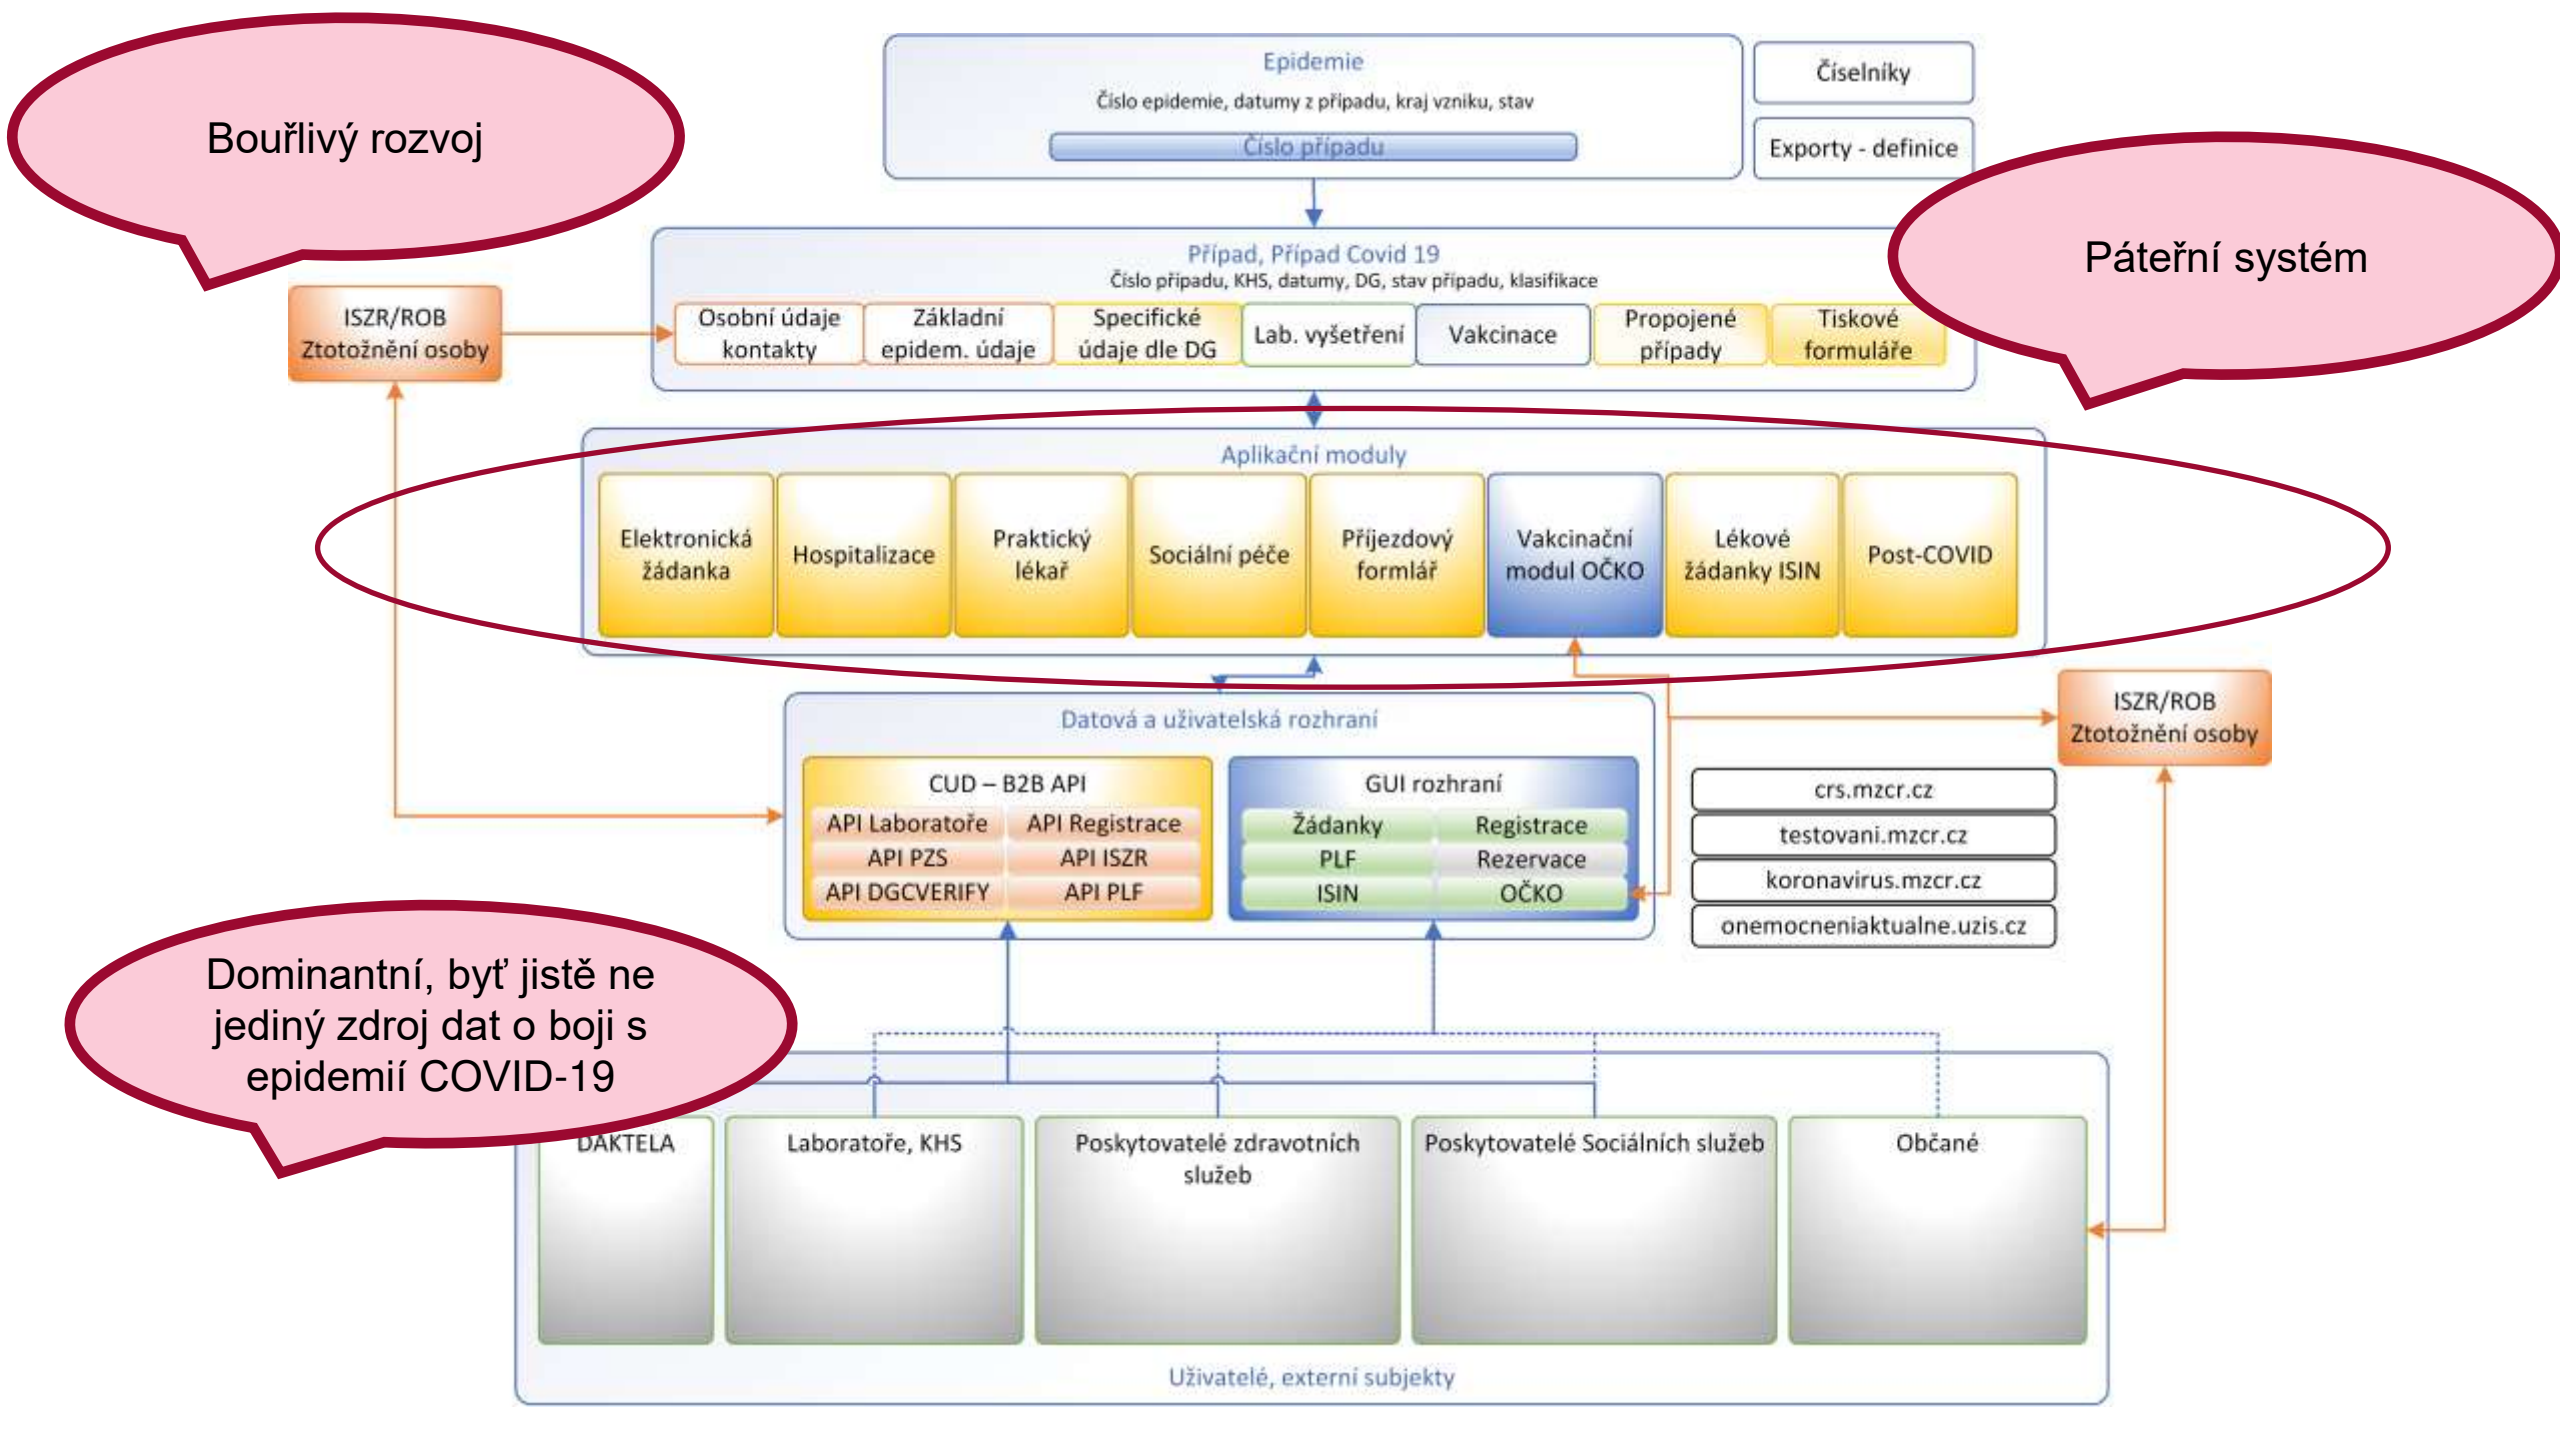 Bouřlivý rozvoj
Epidemie
Číslo epidemie, datumy z případu, kraj vzniku, stav
Číslo případu
Číselníky
Exporty - definice
Páteřní systém
Případ, Případ Covid 19
Číslo případu, KHS, datumy, DG, stav případu, klasifikace
ISZR/ROB
Ztotožnění osoby
Osobní údaje
kontakty
Základní
epidem. údaje
Specifické
údaje dle DG
Lab. vyšetření
Vakcinace
Propojené
případy
Tiskové
formuláře
Aplikační moduly
Elektronická
žádanka
Hospitalizace
Praktický
lékař
Sociální péče
Příjezdový
formlář
Vakcinační
modul OČKO
Lékové
žádanky ISIN
Post-COVID
Datová a uživatelská rozhraní
CUD – B2B API
API Laboratoře
API Registrace
API PZS
API ISZR
API DGCVERIFY
API PLF
GUI rozhraní
Žádanky
Registrace
PLF
Rezervace
ISIN
OČKO
ISZR/ROB
Ztotožnění osoby
crs.mzcr.cz
testovani.mzcr.cz
koronavirus.mzcr.cz
onemocneniaktualne.uzis.cz
Dominantní, byť jistě ne
jediný zdroj dat o boji s
epidemií COVID-19
DAKTELA
Laboratoře, KHS
Poskytovatelé zdravotních
služeb
Poskytovatelé Sociálních služeb
Občané
Uživatelé, externí subjekty